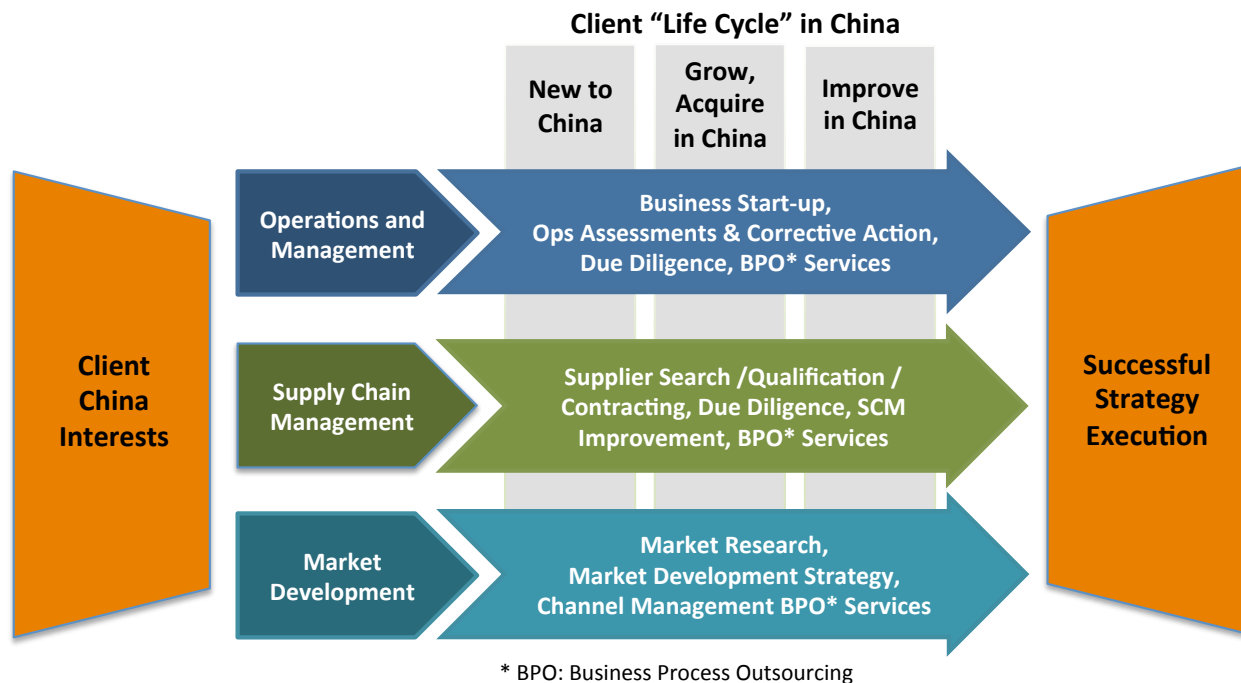 Client “Life Cycle” in China
New to
China
Grow,
Acquire
in China
Improve
in China
Client
China
Interests
Operations and
Management
Business Start-up,
Ops Assessments & Corrective Action,
Due Diligence, BPO* Services
Supply Chain
Management
Supplier Search /Qualification /
Contracting, Due Diligence, SCM
Improvement, BPO* Services
Market
Development
Market Research,
Market Development Strategy,
Channel Management BPO* Services
Successful
Strategy
Execution
* BPO: Business Process Outsourcing